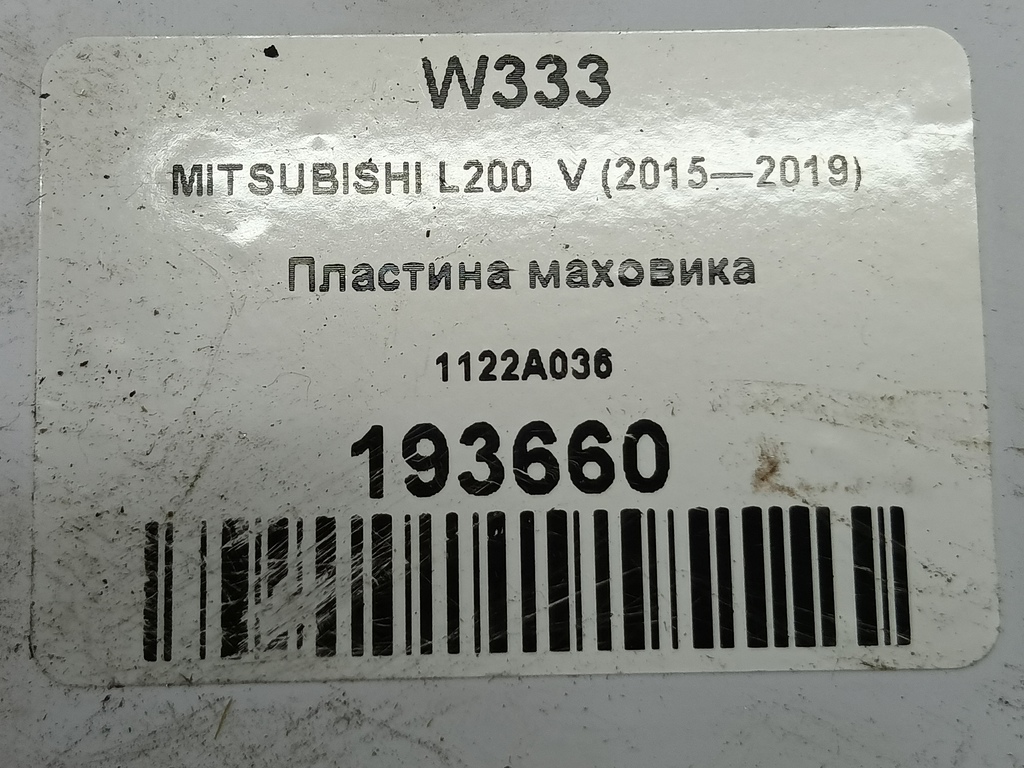 W333
MITSUBISHI L200 V (2015—2019)
Пластина маховика
1122A036
193660